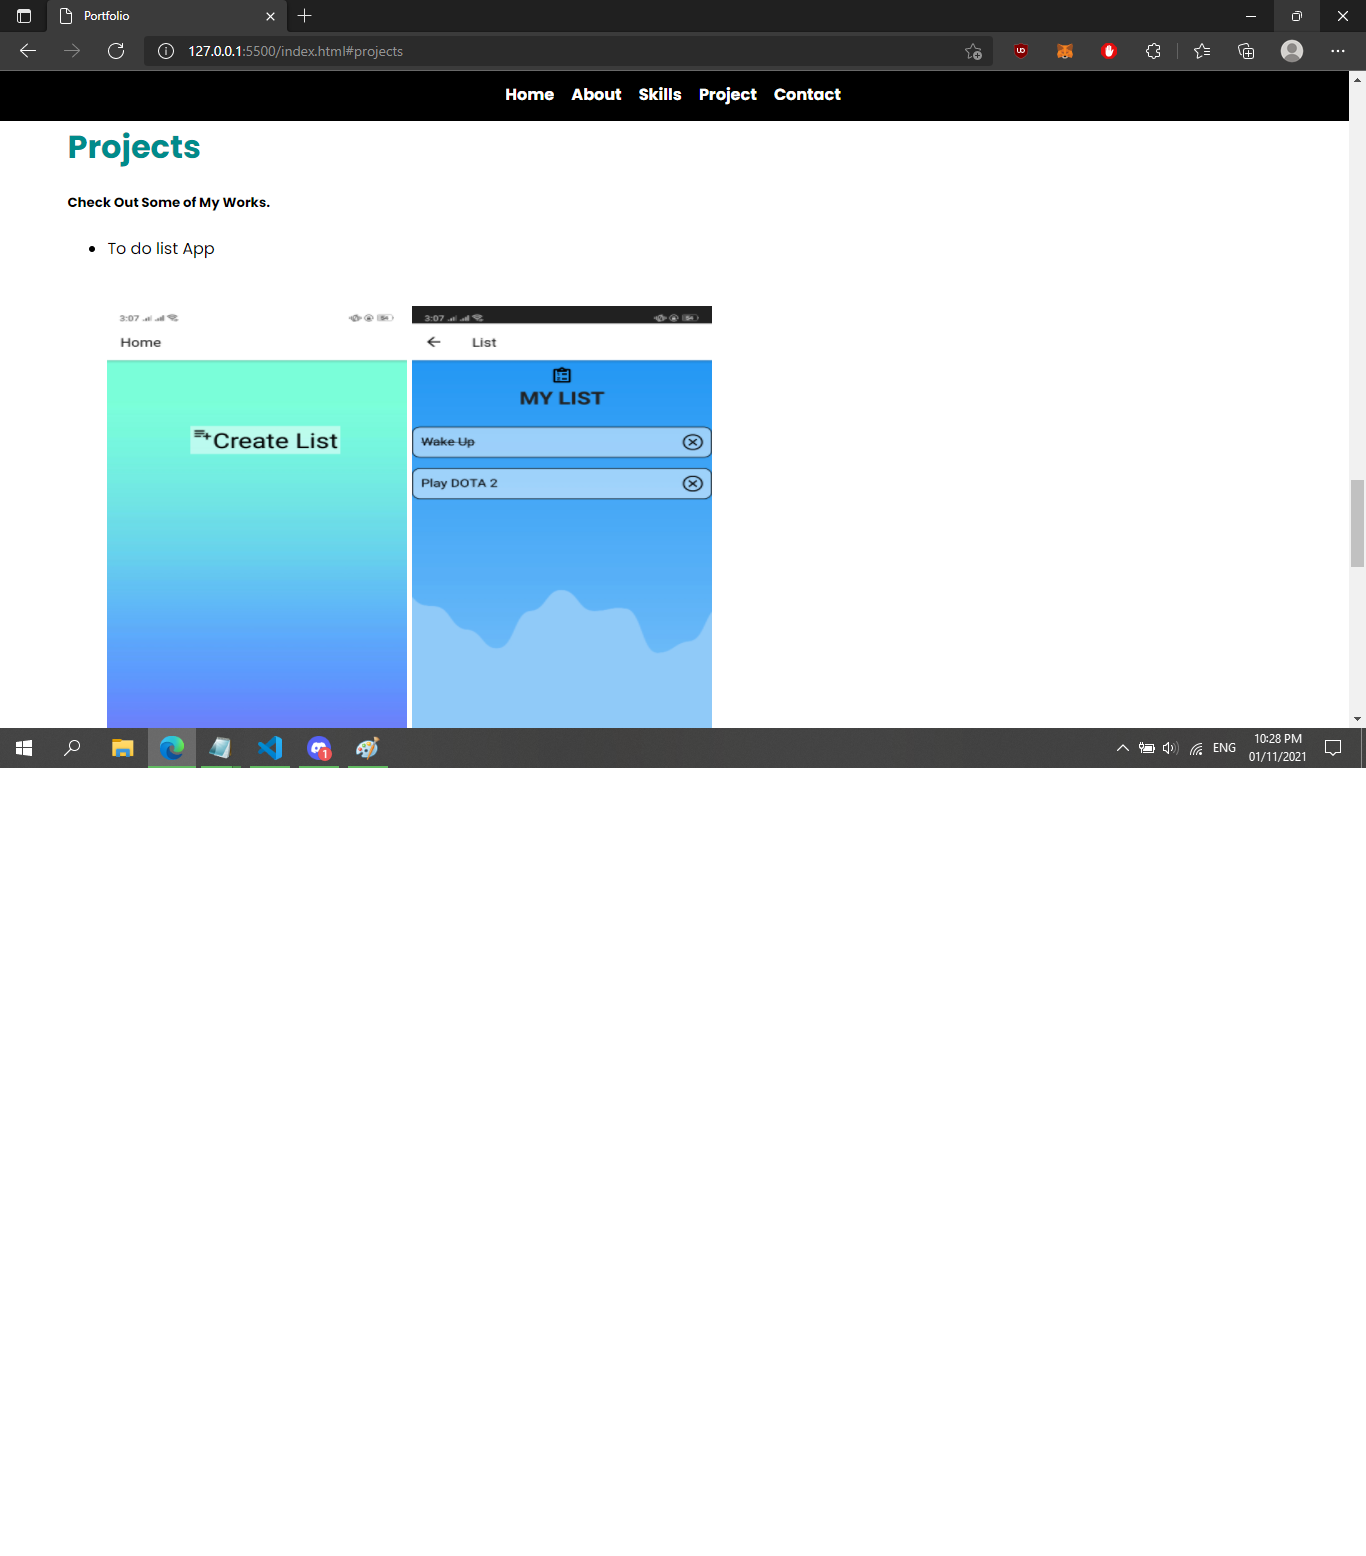 Portfolio
127.0.0.1:5500/index.html#projects
Home About Skills Project Contact
Projects
Check Out Some of My Works.
To do list App
3:07
Home
Create List
3:07
List
MY LIST
Wake Up
Play DOTA 2
1
ENG
10:28 PM
01/11/2021